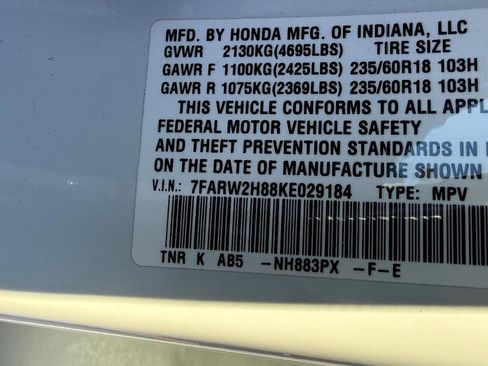 MFD. BY HONDA MFG. OF INDIANA, LLC
GVWR 2130KG(4695LBS) TIRE SIZE
GAWR F 1100KG(2425LBS) 235/60R18 103H
GAWR R 1075KG(2369LBS) 235/60R18 103H
THIS VEHICLE CONFORMS TO ALL APPL
FEDERAL MOTOR VEHICLE SAFETY
AND THEFT PREVENTION STANDARDS IN
ON THE DATE OF MANUFACTURE SHOWN
V.I.N.: 7FARW2H88KE029184 TYPE: MPV
TNR K AB5 -NH883PX -F-E